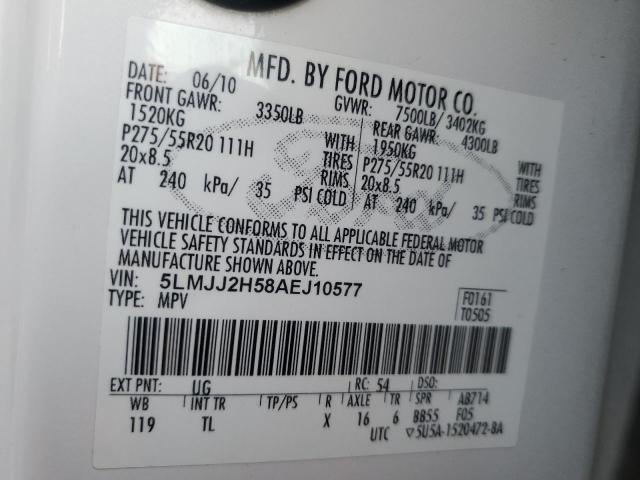 MFD. BY FORD MOTOR CO.
DATE: 06/10 GVWR: 7500LB/ 3402KG
FRONT GAWR: 3350LB REAR GAWR: 4300LB
1520KG WITH 1950KG WITH
P275/55R20 111H TIRES P275/55R20 111H TIRES
20x8.5 RIMS 20x8.5 RIMS
AT 240 kPa/ 35 PSI COLD AT 240 kPa/ 35 PSI COLD
THIS VEHICLE CONFORMS TO ALL APPLICABLE FEDERAL MOTOR
VEHICLE SAFETY STANDARDS IN EFFECT ON THE DATE OF
MANUFACTURE SHOWN ABOVE.
VIN: 5LMJJ2H58AEJ10577 F0161
TYPE: MPV T0505
EXT PNT: UG RC: 54 DSO:
WB INT TR TP/PS R AXLE TR SPR AB714
119 TL X 16 6 BB55 F05
UTC ▽5U5A-1520472-BA
Ford